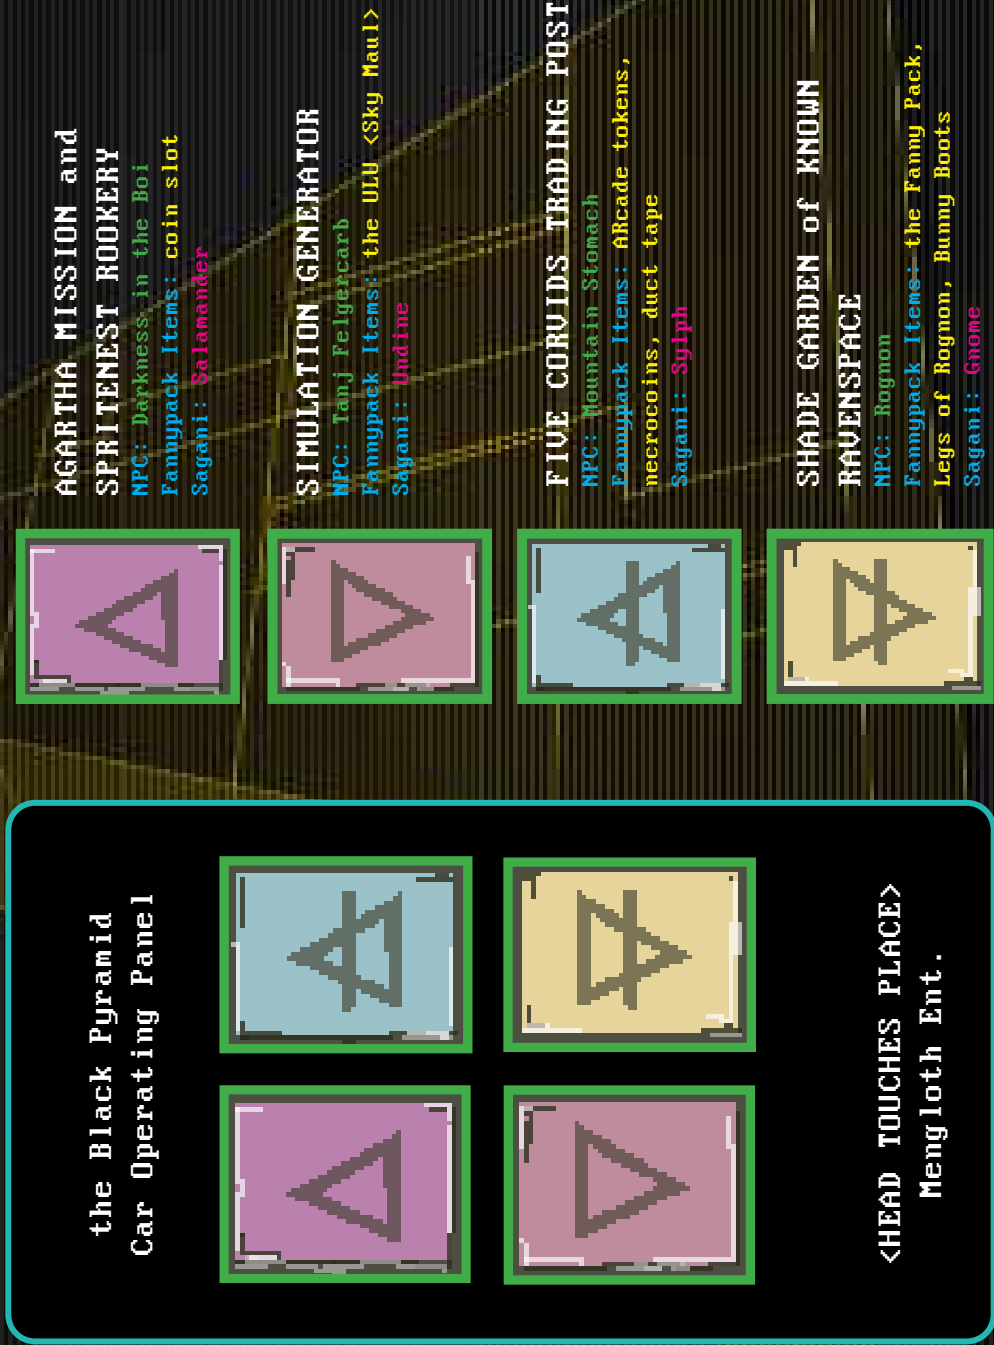 the Black Pyramid
Car Operating Panel
<HEAD TOUCHES PLACE>
Mengloth Ent.
AGARTHA MISSION and
SPRITENEST ROOKERY
NPC: Darkness in the Boi
Fannypack Items: coin slot
Sagani: Salamander
SIMULATION GENERATOR
NPC: Tanj Felgercarb
Fannypack Items: the ULU <Sky Maul>
Sagani: Undine
FIVE CORVIDS TRADING POST
NPC: Mountain Stomach
Fannypack Items: ARcade tokens,
necrocoins, duct tape
Sagani: Sylph
SHADE GARDEN of KNOWN
RAVENSPACE
NPC: Rognon
Fannypack Items: the Fanny Pack,
Legs of Rognon, Bunny Boots
Sagani: Gnome